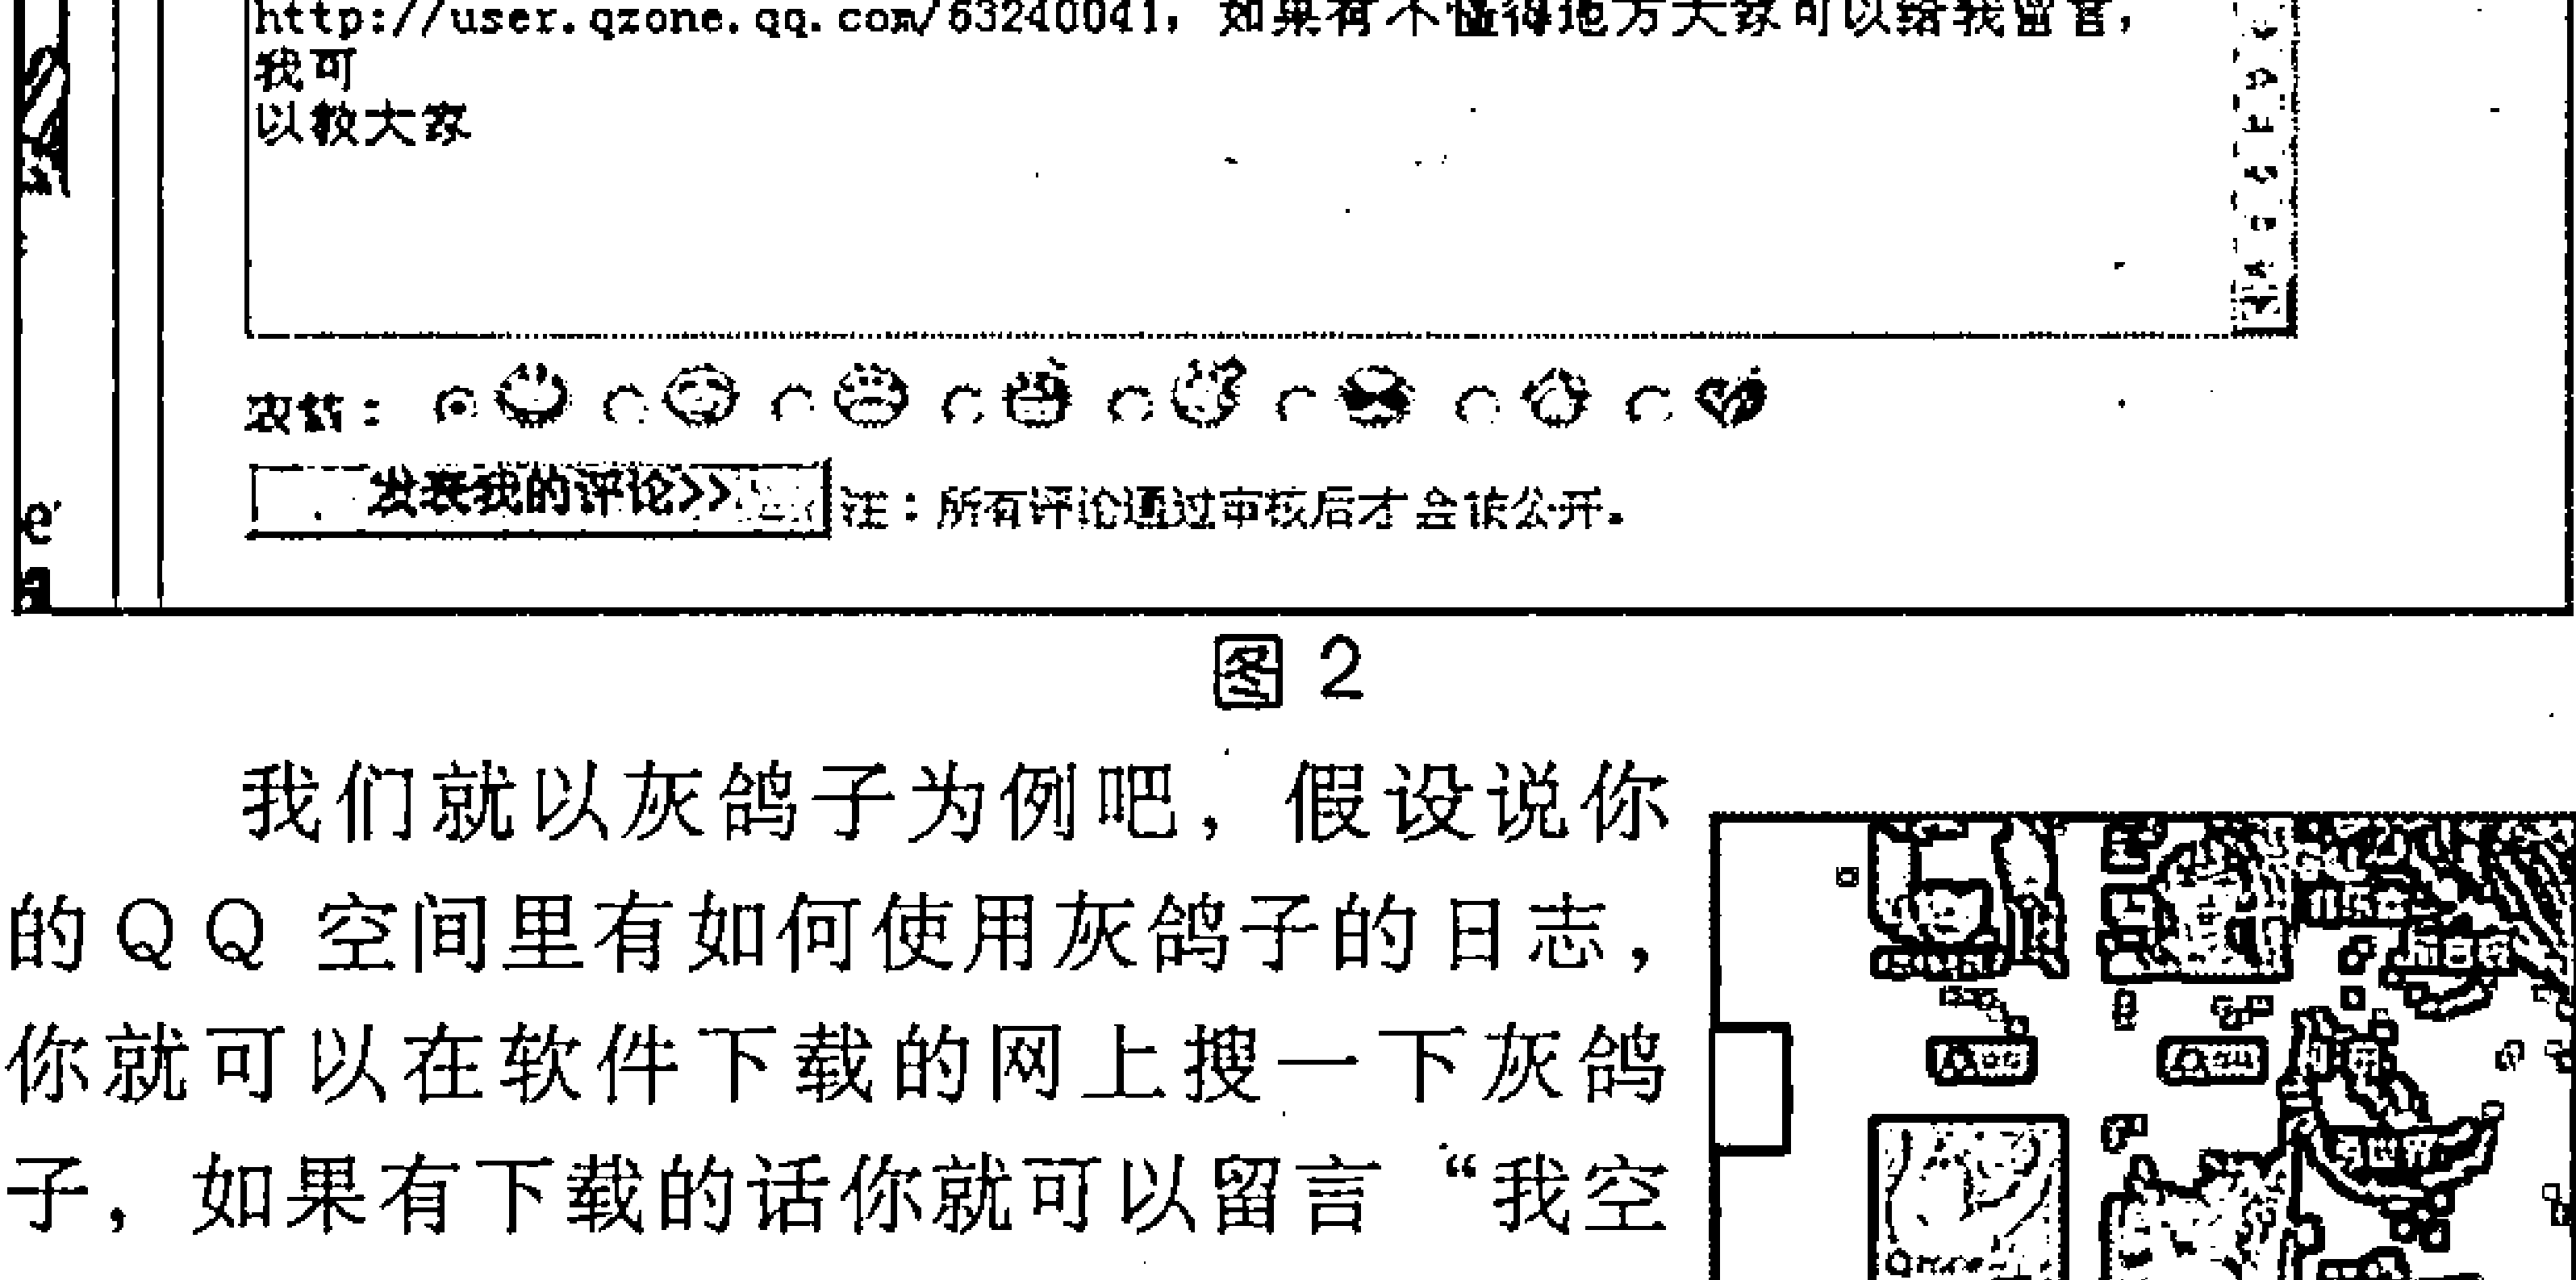 http://user.qzone.qq.com/63240041，如果有不懂得地方大家可以给我留言，
我可
以教大家
表情：
发表我的评论>> 注：所有评论通过审核后才会被公开。
图 2
我们就以灰鸽子为例吧，假设说你
的QQ 空间里有如何使用灰鸽子的日志，
你就可以在软件下载的网上搜一下灰鸽
子，如果有下载的话你就可以留言“我空